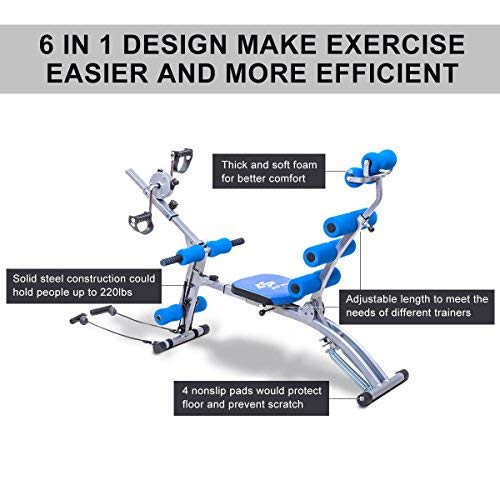 6 IN 1 DESIGN MAKE EXERCISE
EASIER AND MORE EFFICIENT
Thick and soft foam
for better comfort
Solid steel construction could
hold people up to 220lbs
Adjustable length to meet the
needs of different trainers
4 nonslip pads would protect
floor and prevent scratch